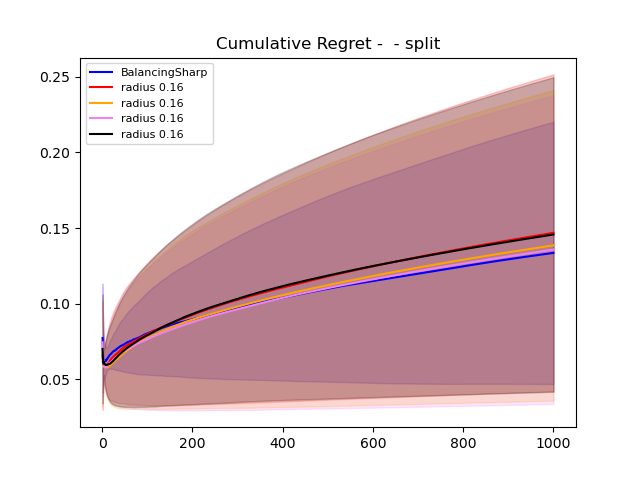 Cumulative Regret -  - split
BalancingSharp
radius 0.16
radius 0.16
radius 0.16
radius 0.16
0.25
0.20
0.15
0.10
0.05
0 200 400 600 800 1000